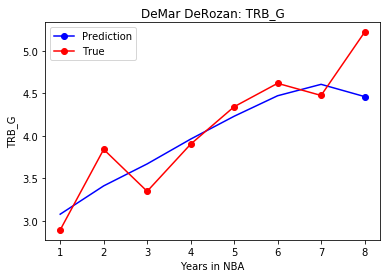 DeMar DeRozan: TRB_G
Prediction
True
TRB_G
5.0
4.5
4.0
3.5
3.0
1 2 3 4 5 6 7 8
Years in NBA